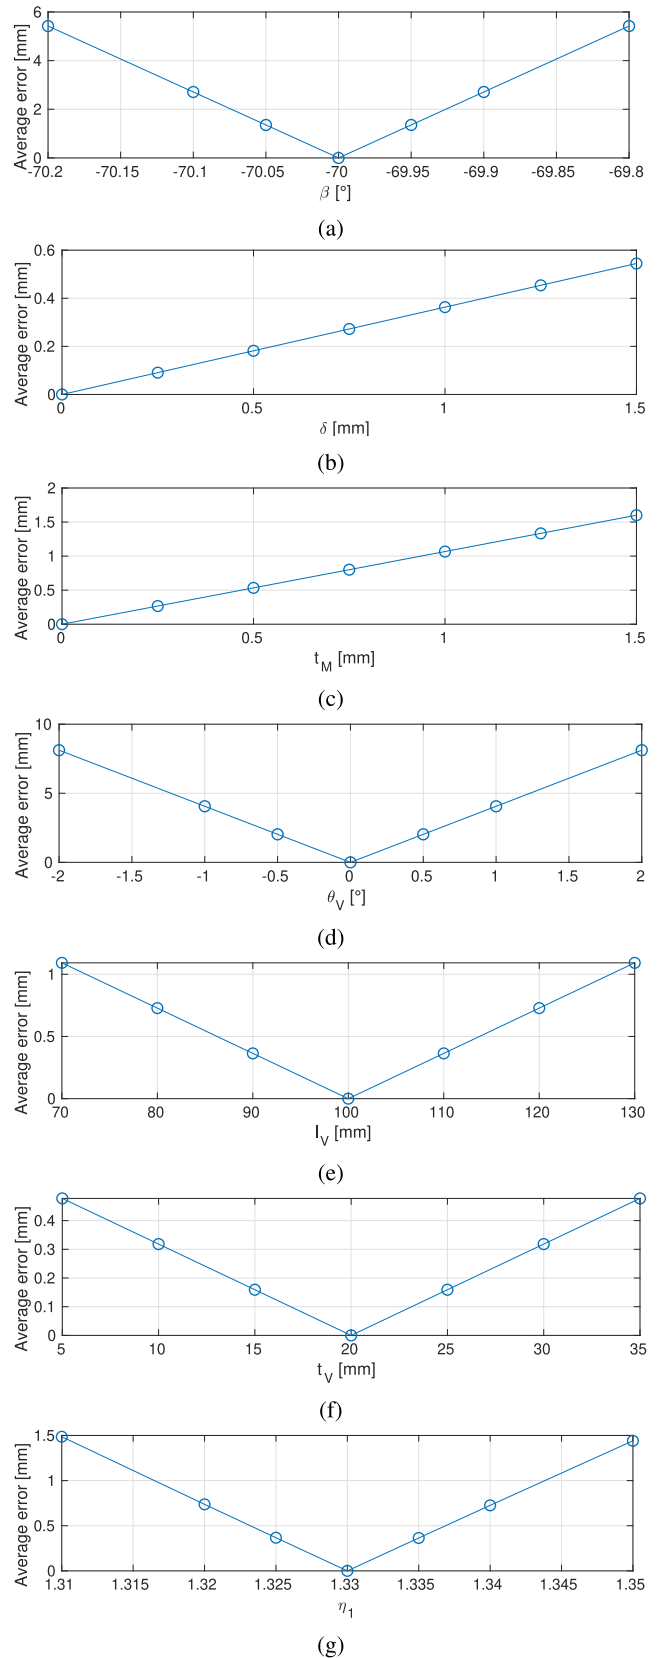 6
4
2
0
Average error [mm]
-70.2 -70.15 -70.1 -70.05 -70 -69.95 -69.9 -69.85 -69.8
β [°]
(a)
0.6
0.4
0.2
0
Average error [mm]
0 0.5 1 1.5
δ [mm]
(b)
2
1.5
1
0.5
0
Average error [mm]
0 0.5 1 1.5
t_M [mm]
(c)
10
5
0
Average error [mm]
-2 -1.5 -1 -0.5 0 0.5 1 1.5 2
θ_V [°]
(d)
1
0.5
0
Average error [mm]
70 80 90 100 110 120 130
l_V [mm]
(e)
0.4
0.3
0.2
0.1
0
Average error [mm]
5 10 15 20 25 30 35
t_V [mm]
(f)
1.5
1
0.5
0
Average error [mm]
1.31 1.315 1.32 1.325 1.33 1.335 1.34 1.345 1.35
η_1
(g)